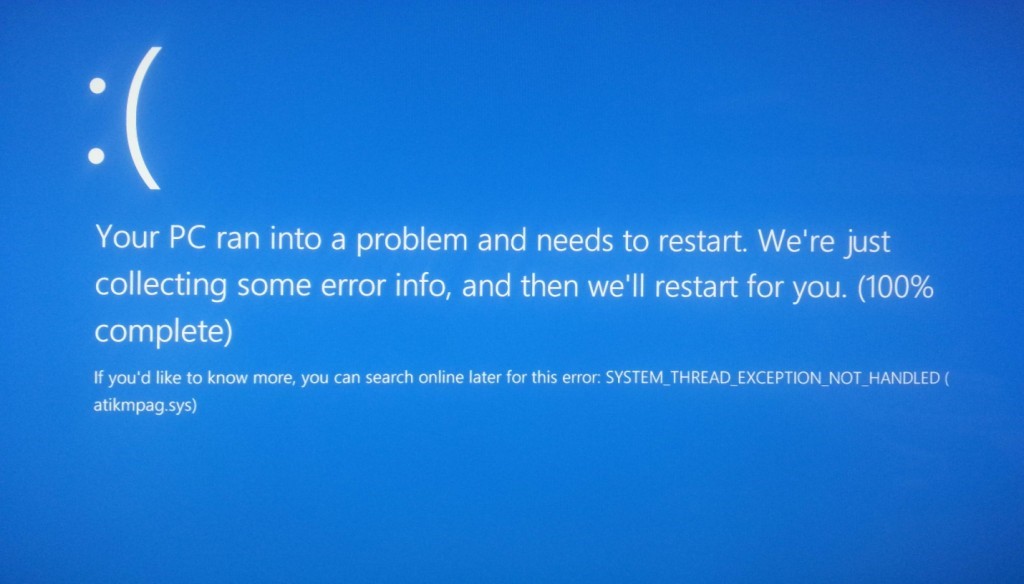 :(
Your PC ran into a problem and needs to restart. We're just
collecting some error info, and then we'll restart for you. (100%
complete)
If you'd like to know more, you can search online later for this error: SYSTEM_THREAD_EXCEPTION_NOT_HANDLED (
atikmpag.sys)